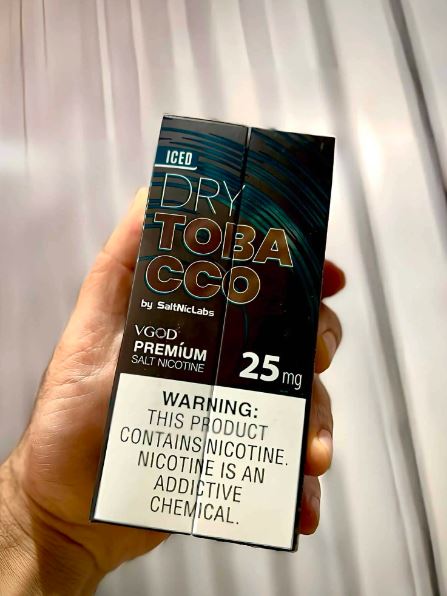 ICED
DRY
TOBA
CCO
by SaltNicLabs
VGOD
PREMíUM
SALT NICOTINE
25mg
WARNING:
THIS PRODUCT
CONTAINS NICOTINE.
NICOTINE IS AN
ADDICTIVE
CHEMICAL.